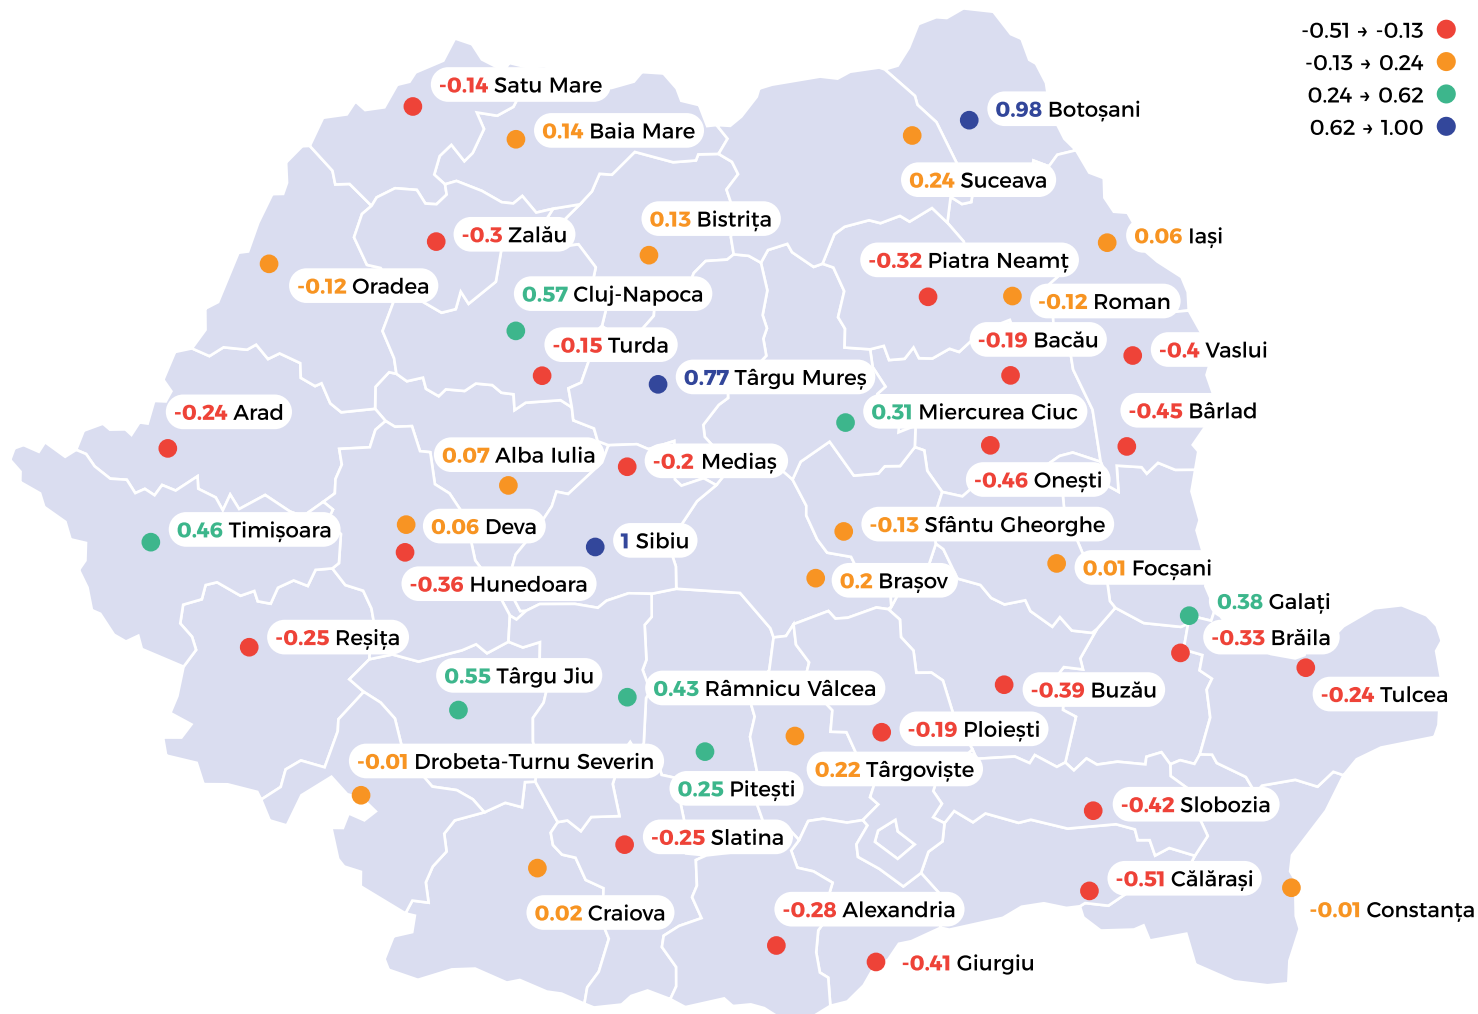 -0.51 → -0.13
-0.13 → 0.24
0.24 → 0.62
0.62 → 1.00
-0.14 Satu Mare
0.14 Baia Mare
0.98 Botoșani
0.24 Suceava
0.13 Bistrița
-0.3 Zalău
0.06 Iași
-0.32 Piatra Neamț
-0.12 Oradea
0.57 Cluj-Napoca
-0.12 Roman
-0.15 Turda
-0.19 Bacău
-0.4 Vaslui
0.77 Târgu Mureș
-0.24 Arad
0.31 Miercurea Ciuc
-0.45 Bârlad
0.07 Alba Iulia
-0.2 Mediaș
-0.46 Onești
0.46 Timișoara
0.06 Deva
-0.13 Sfântu Gheorghe
1 Sibiu
-0.36 Hunedoara
0.2 Brașov
0.01 Focșani
0.38 Galați
-0.25 Reșița
-0.33 Brăila
0.55 Târgu Jiu
0.43 Râmnicu Vâlcea
-0.39 Buzău
-0.24 Tulcea
-0.19 Ploiești
-0.01 Drobeta-Turnu Severin
0.22 Târgoviște
0.25 Pitești
-0.42 Slobozia
-0.25 Slatina
-0.51 Călărași
0.02 Craiova
-0.28 Alexandria
-0.01 Constanța
-0.41 Giurgiu